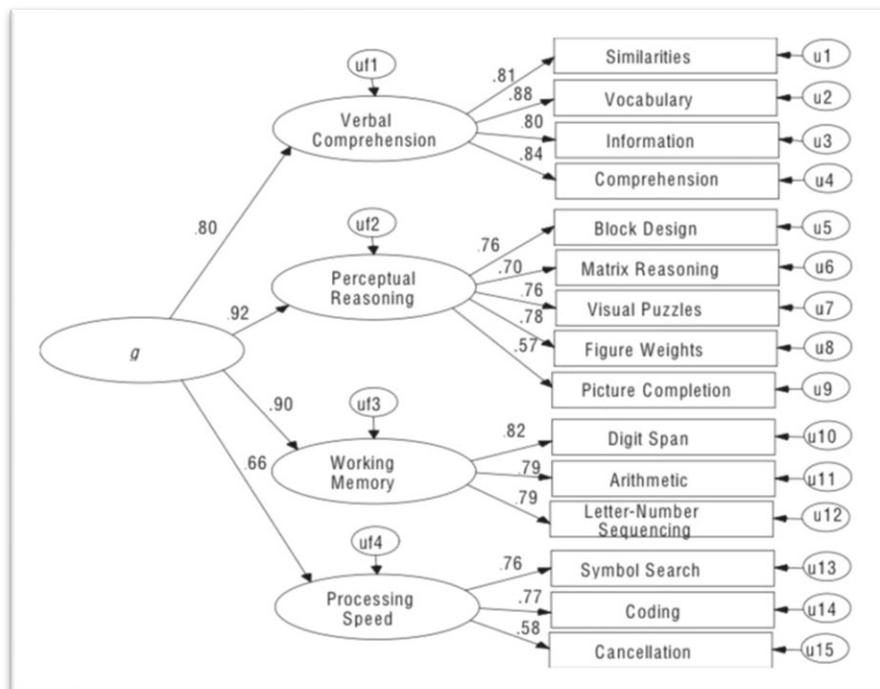 uf1
Verbal
Comprehension
.81
.88
.80
.84
Similarities
u1
Vocabulary
u2
Information
u3
Comprehension
u4
.80
uf2
Perceptual
Reasoning
.76
.70
.76
.78
.57
Block Design
u5
Matrix Reasoning
u6
Visual Puzzles
u7
Figure Weights
u8
Picture Completion
u9
.92
g
.90
uf3
Working
Memory
.82
.79
.79
Digit Span
u10
Arithmetic
u11
Letter-Number
Sequencing
u12
.66
uf4
Processing
Speed
.76
.77
.58
Symbol Search
u13
Coding
u14
Cancellation
u15